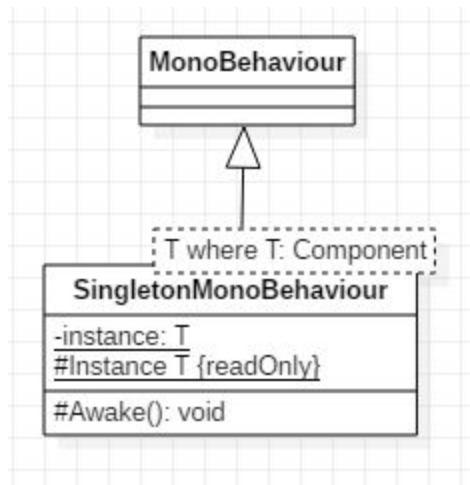 MonoBehaviour
T where T: Component
SingletonMonoBehaviour
-instance: T
#Instance T {readOnly}
#Awake(): void